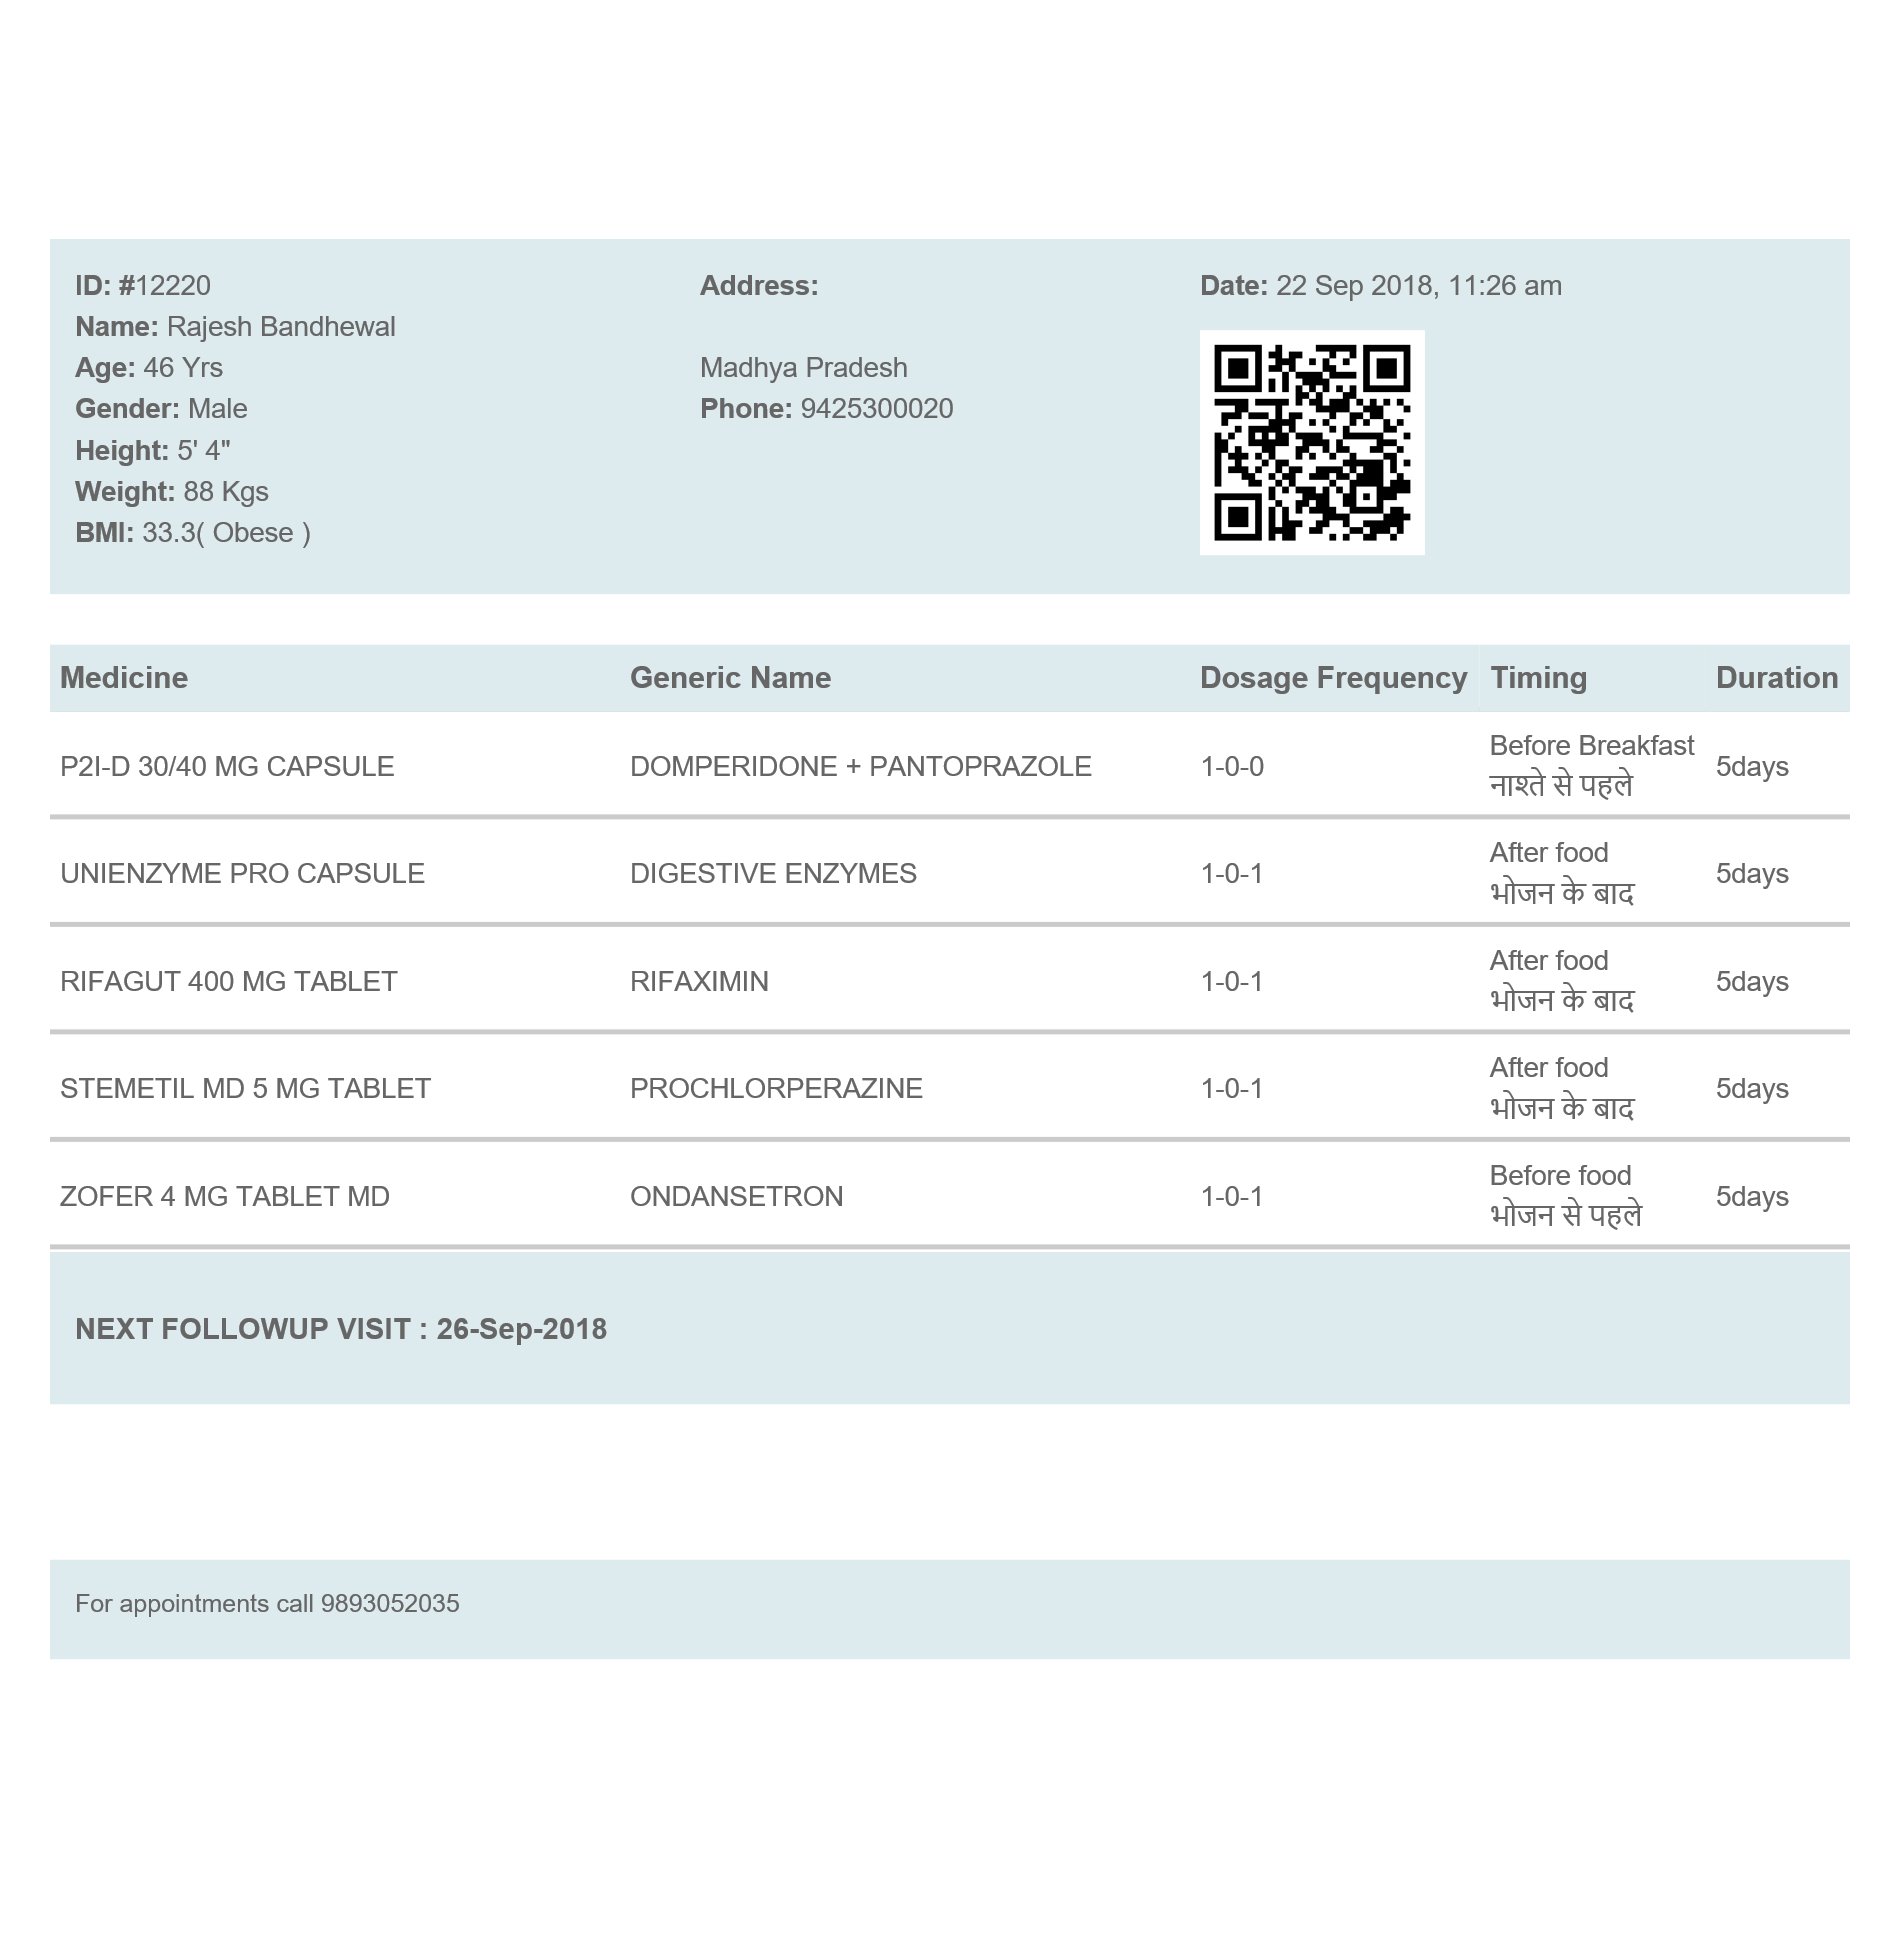 ID: #12220
Name: Rajesh Bandhewal
Age: 46 Yrs
Gender: Male
Height: 5' 4"
Weight: 88 Kgs
BMI: 33.3( Obese )
Address:
Madhya Pradesh
Phone: 9425300020
Date: 22 Sep 2018, 11:26 am
Medicine Generic Name Dosage Frequency Timing Duration
P2I-D 30/40 MG CAPSULE DOMPERIDONE + PANTOPRAZOLE 1-0-0 Before Breakfast 5days
नाश्ते से पहले
UNIENZYME PRO CAPSULE DIGESTIVE ENZYMES 1-0-1 After food 5days
भोजन के बाद
RIFAGUT 400 MG TABLET RIFAXIMIN 1-0-1 After food 5days
भोजन के बाद
STEMETIL MD 5 MG TABLET PROCHLORPERAZINE 1-0-1 After food 5days
भोजन के बाद
ZOFER 4 MG TABLET MD ONDANSETRON 1-0-1 Before food 5days
भोजन से पहले
NEXT FOLLOWUP VISIT : 26-Sep-2018
For appointments call 9893052035